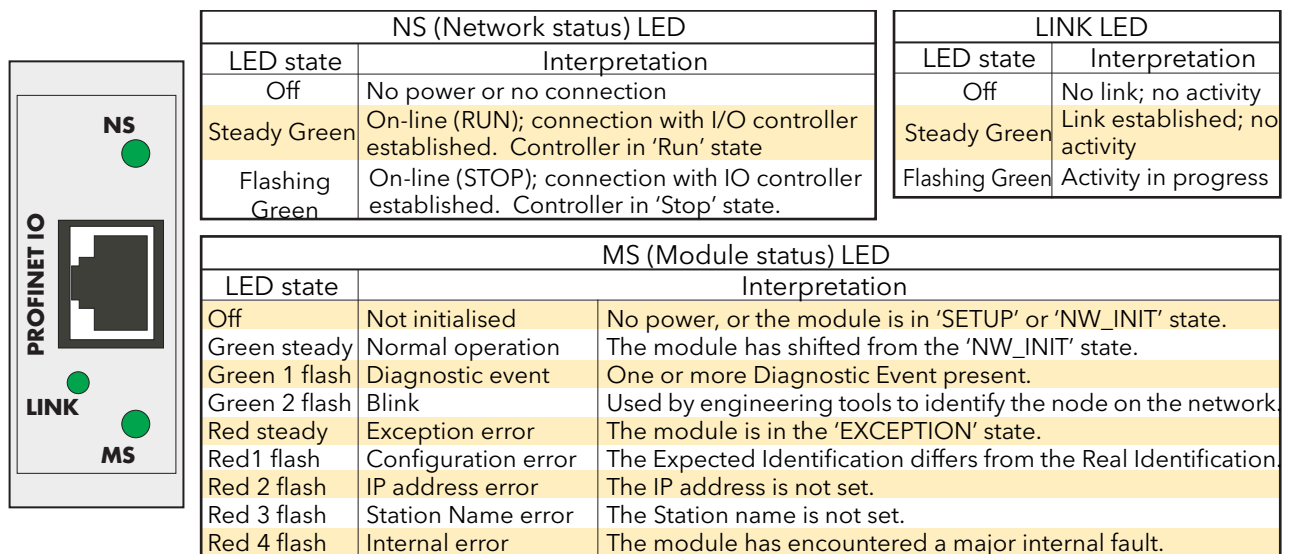 NS
PROFINET IO
LINK
MS
NS (Network status) LED
LED state Interpretation
Off No power or no connection
Steady Green On-line (RUN); connection with I/O controller
established. Controller in 'Run' state
Flashing On-line (STOP); connection with IO controller
Green established. Controller in 'Stop' state.
LINK LED
LED state Interpretation
Off No link; no activity
Steady Green Link established; no
activity
Flashing Green Activity in progress
MS (Module status) LED
LED state Interpretation
Off Not initialised No power, or the module is in 'SETUP' or 'NW_INIT' state.
Green steady Normal operation The module has shifted from the 'NW_INIT' state.
Green 1 flash Diagnostic event One or more Diagnostic Event present.
Green 2 flash Blink Used by engineering tools to identify the node on the network.
Red steady Exception error The module is in the 'EXCEPTION' state.
Red1 flash Configuration error The Expected Identification differs from the Real Identification.
Red 2 flash IP address error The IP address is not set.
Red 3 flash Station Name error The Station name is not set.
Red 4 flash Internal error The module has encountered a major internal fault.